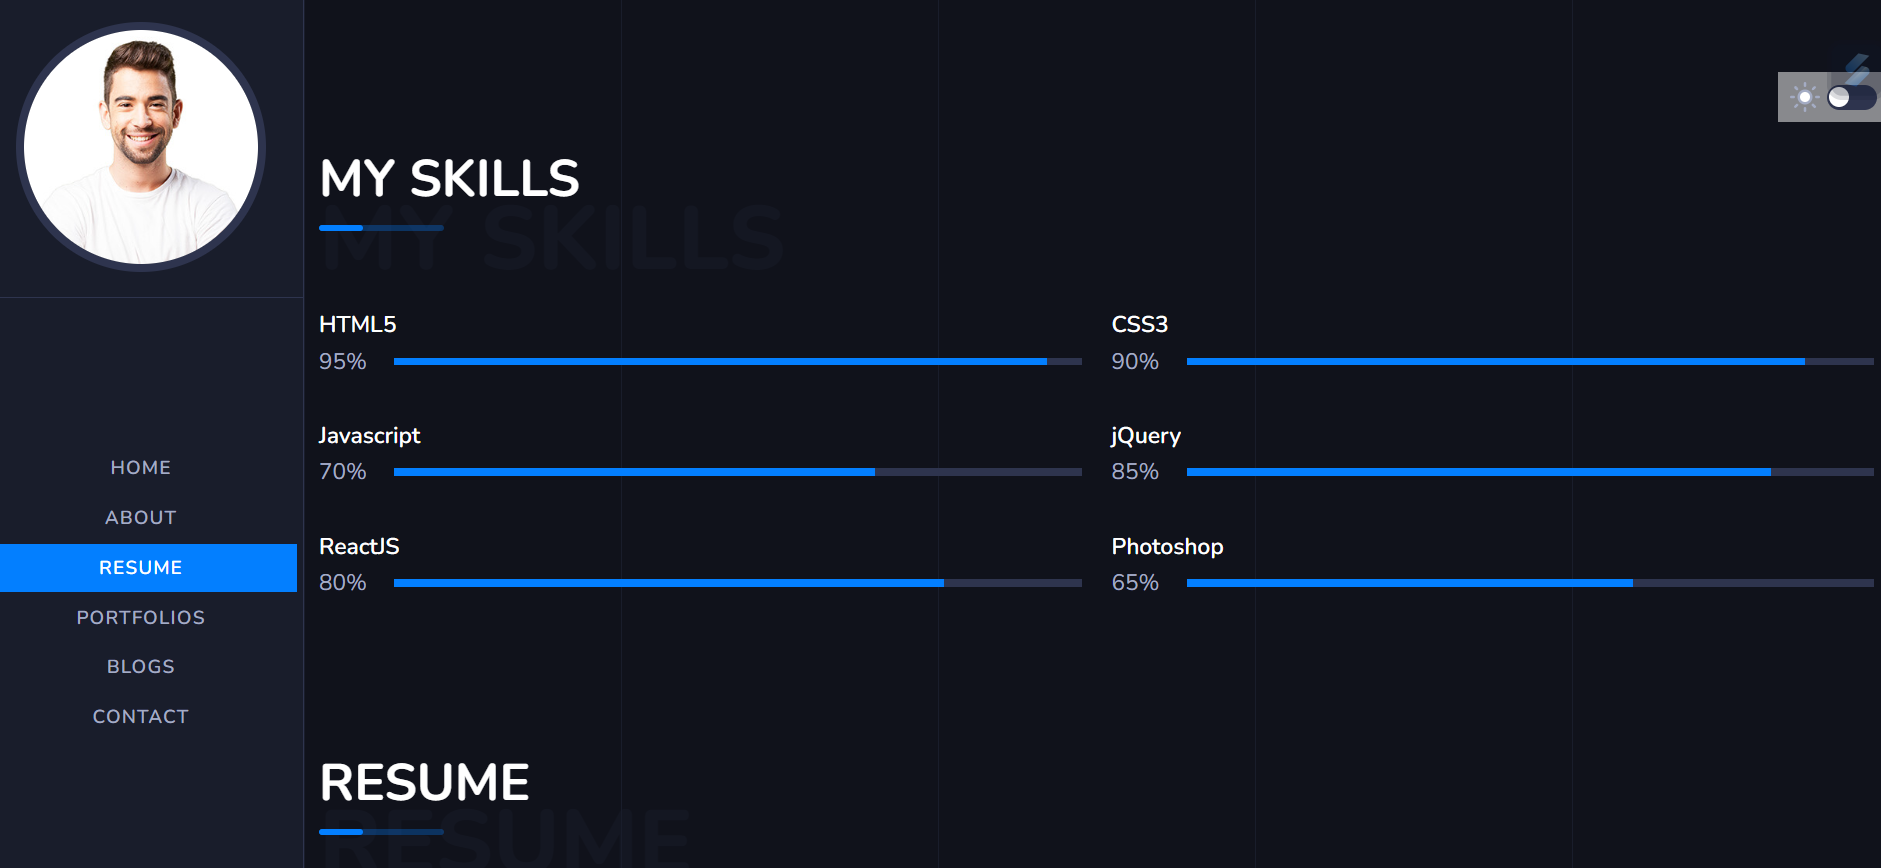 MY SKILLS
MY SKILLS
HTML5
95%
CSS3
90%
Javascript
70%
jQuery
85%
ReactJS
80%
Photoshop
65%
HOME
ABOUT
RESUME
PORTFOLIOS
BLOGS
CONTACT
RESUME
RESUME